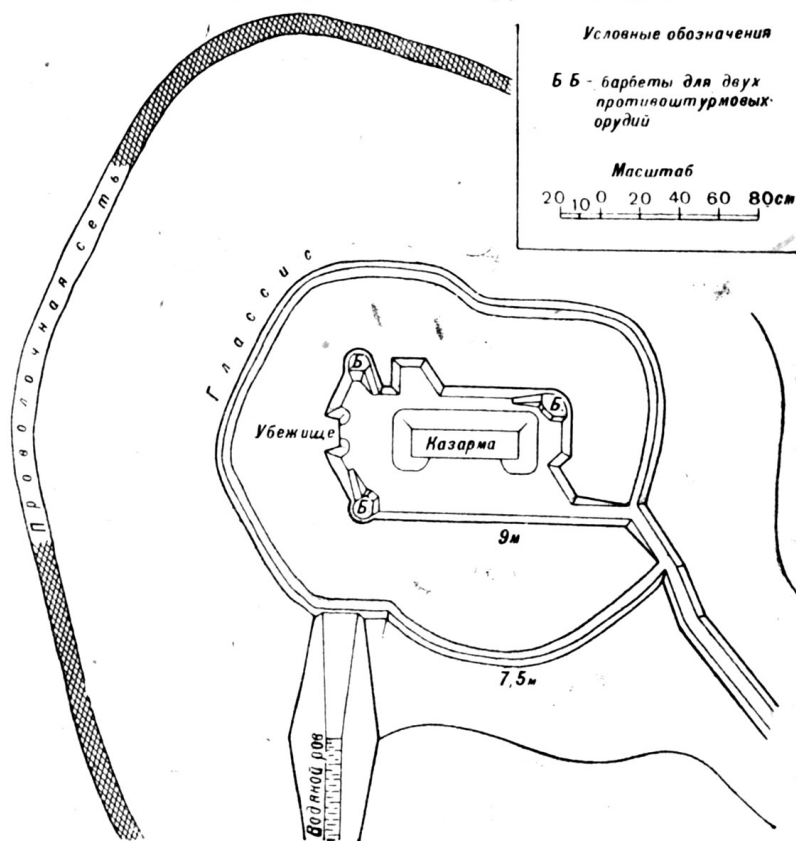 Условные обозначения
Б Б - барбеты для двух
противоштурмовых
орудий
Масштаб
20 10 0 20 40 60 80см
Проволочная сеть
Глассис
Б
Б
Убежище
Казарма
Б
9м
7,5м
Водяной ров